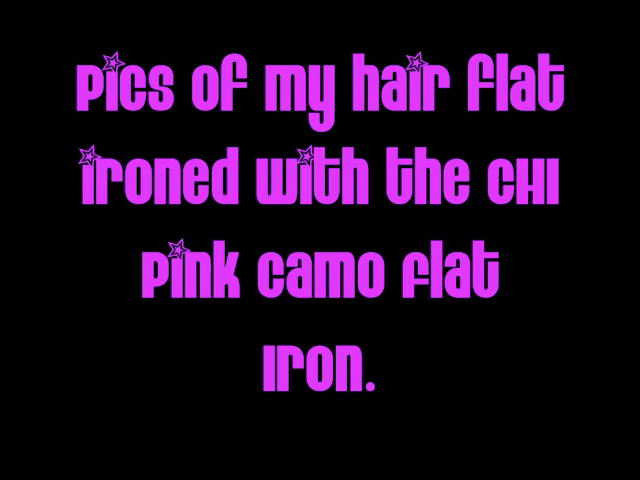 pics of my hair flat
ironed with the CHI
pink camo flat
iron.